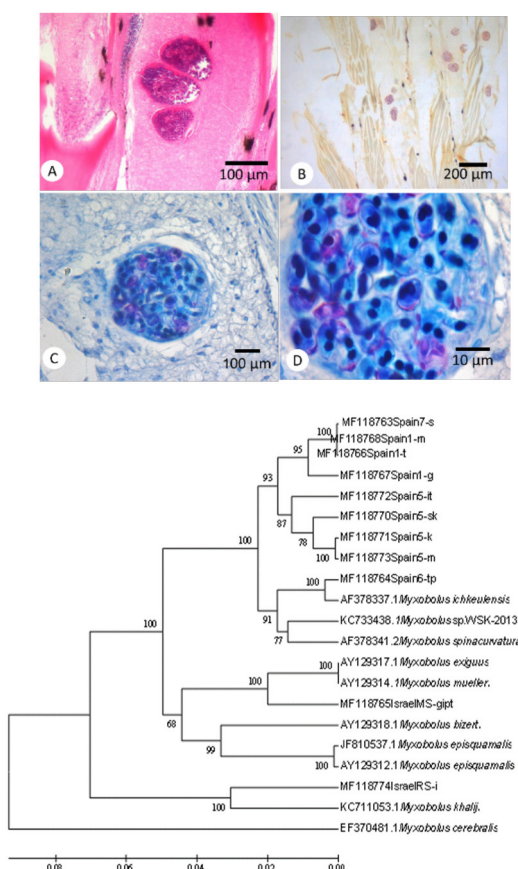 A
100 µm
B
200 µm
C
100 µm
D
10 µm
MF118763Spain7-s
100
MF118768Spain1-m
95
MF118766Spain1-t
93
MF118767Spain1-g
MF118772Spain5-it
87
MF118770Spain5-sk
78
MF118771Spain5-k
100
100
MF118773Spain5-m
MF118764Spain6-tp
100
AF378337.1Myxobolus ichkeulensis
91
KC733438.1Myxobolus sp.WSK-2013
77
AF378341.2Myxobolus spinacurvatura
100
AY129317.1Myxobolus exiguus
100
AY129314.1Myxobolus mueller.
MF118765IsraelMS-gipt
68
AY129318.1Myxobolus bizert.
99
JF810537.1Myxobolus episquamalis
100
AY129312.1Myxobolus episquamalis
MF118774IsraelRS-i
100
KC711053.1Myxobolus khalij.
EF370481.1Myxobolus cerebralis
0.08 0.06 0.04 0.02 0.00